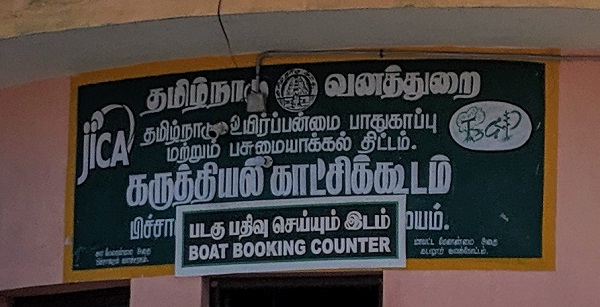 தமிழ்நாடு வனத்துறை
jICA
தமிழ்நாடு உயிர்ப்பன்மை பாதுகாப்பு
மற்றும் பசுமையாக்கல் திட்டம்.
கருத்தியல் காட்சிக்கூடம்
படகு பதிவு செய்யும் இடம்
BOAT BOOKING COUNTER